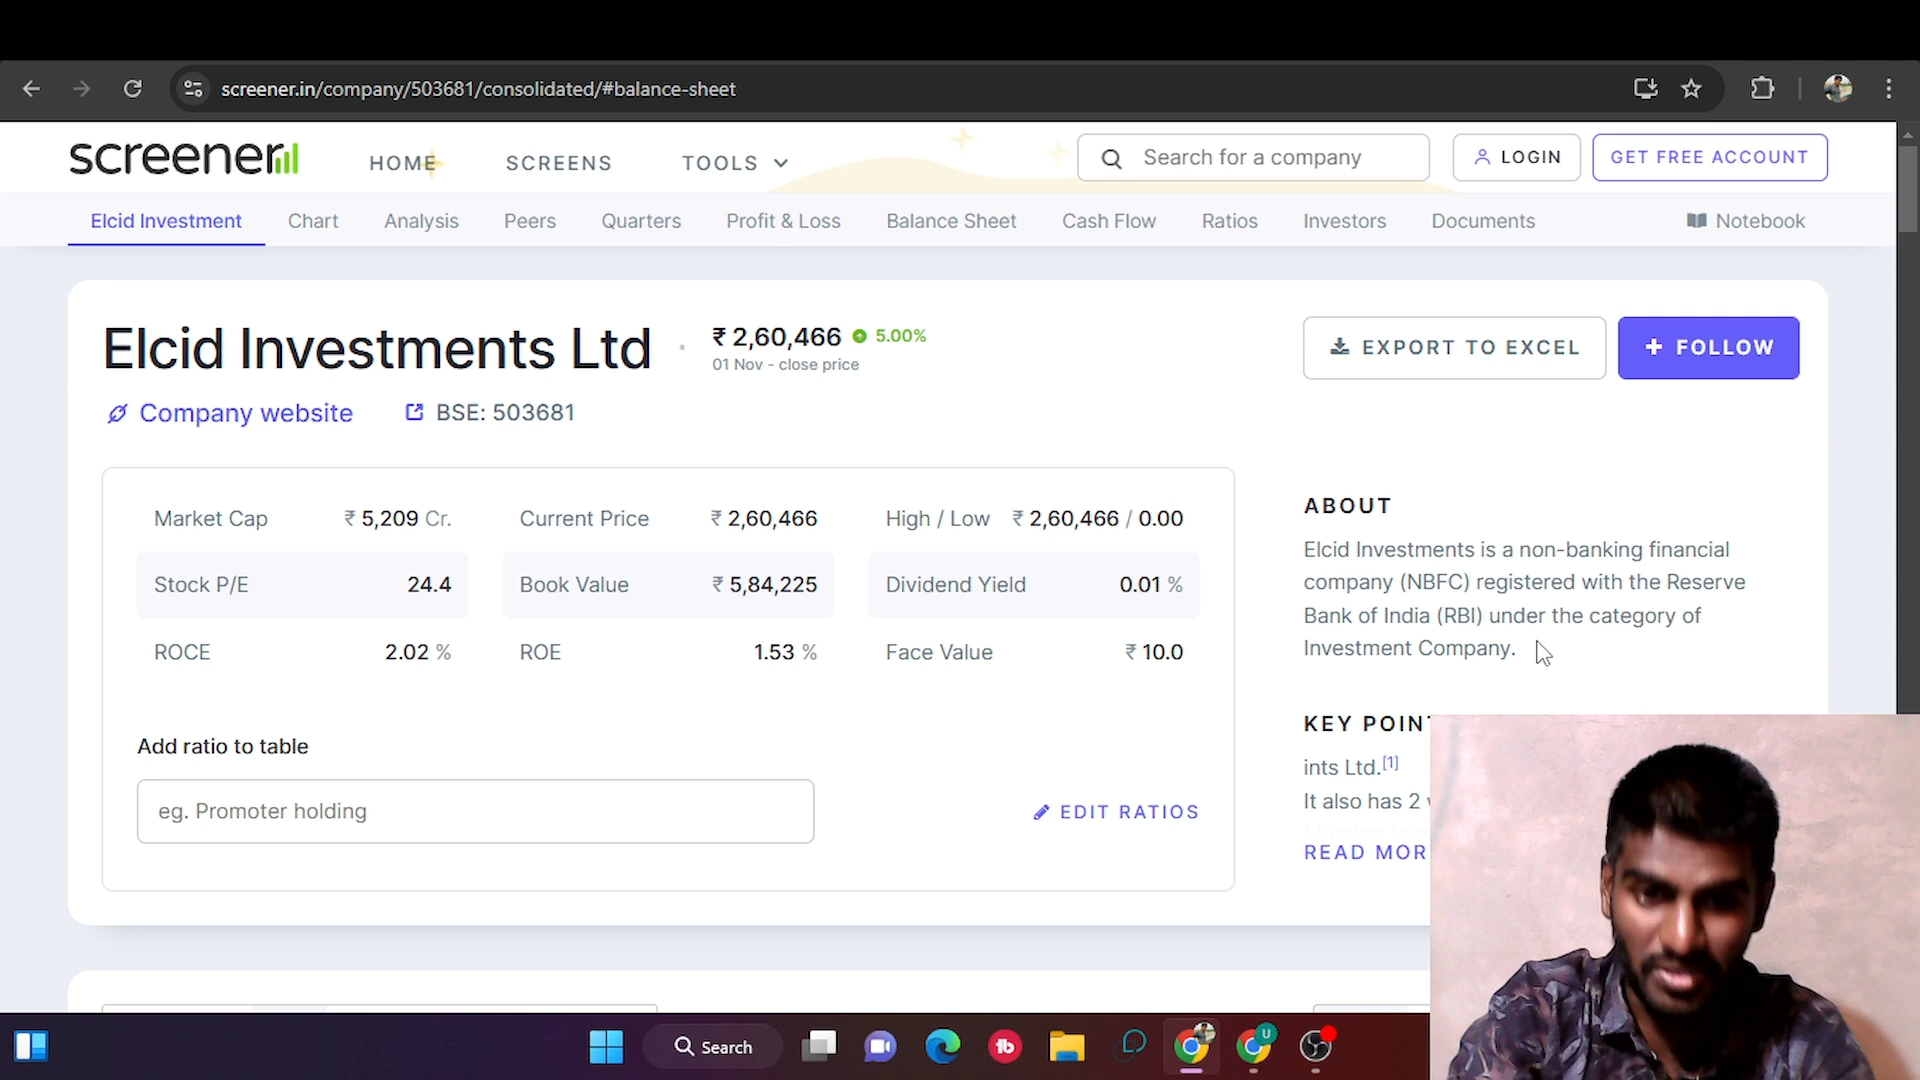 screener.in/company/503681/consolidated/#balance-sheet
screener
HOME SCREENS TOOLS Search for a company LOGIN GET FREE ACCOUNT
Elcid Investment Chart Analysis Peers Quarters Profit & Loss Balance Sheet Cash Flow Ratios Investors Documents Notebook
Elcid Investments Ltd ₹ 2,60,466 5.00%
01 Nov - close price
EXPORT TO EXCEL + FOLLOW
Company website BSE: 503681
Market Cap ₹ 5,209 Cr. Current Price ₹ 2,60,466 High / Low ₹ 2,60,466 / 0.00
Stock P/E 24.4 Book Value ₹ 5,84,225 Dividend Yield 0.01 %
ROCE 2.02 % ROE 1.53 % Face Value ₹ 10.0
Add ratio to table
eg. Promoter holding
EDIT RATIOS
ABOUT
Elcid Investments is a non-banking financial
company (NBFC) registered with the Reserve
Bank of India (RBI) under the category of
Investment Company.
KEY POIN
ints Ltd.[1]
It also has 2
READ MOR
Search
U